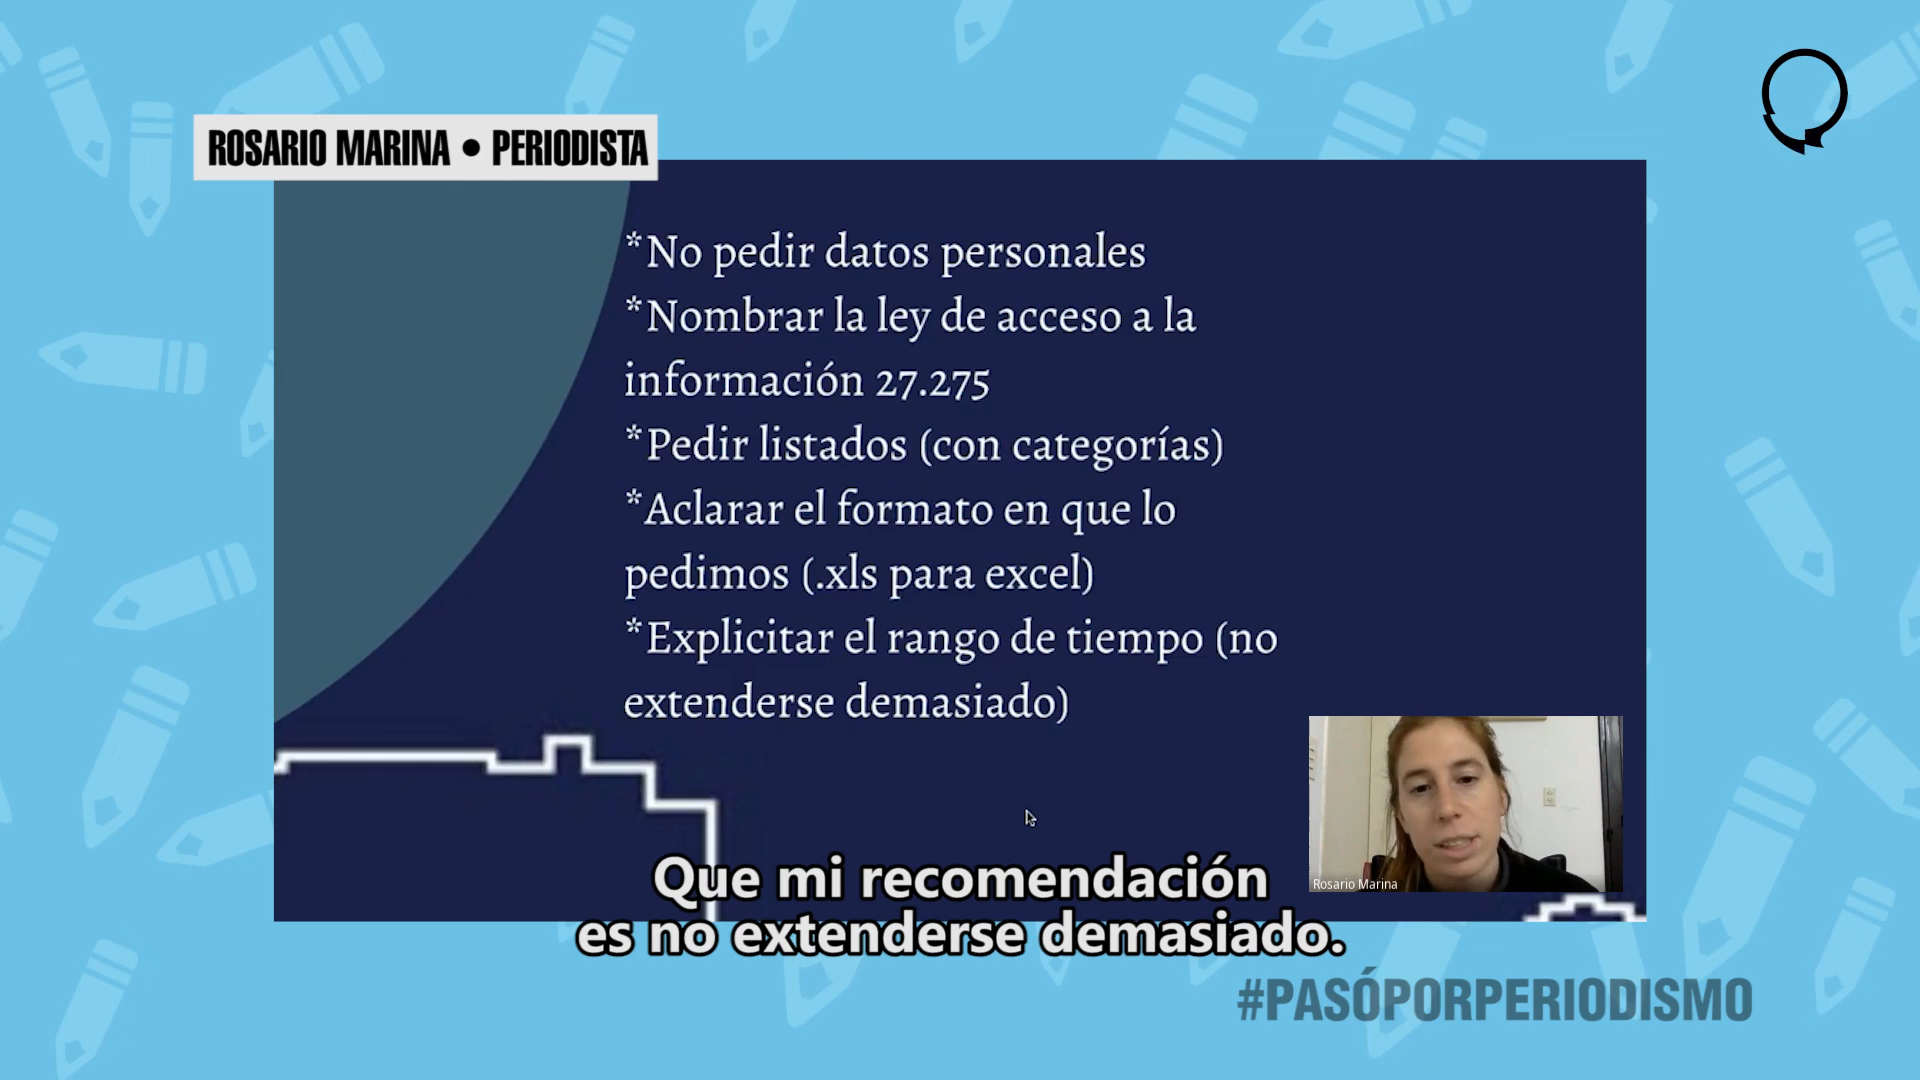 ROSARIO MARINA • PERIODISTA
*No pedir datos personales
*Nombrar la ley de acceso a la
información 27.275
*Pedir listados (con categorías)
*Aclarar el formato en que lo
pedimos (.xls para excel)
*Explicitar el rango de tiempo (no
extenderse demasiado)
Rosario Marina
Que mi recomendación
es no extenderse demasiado.
#PASÓPORPERIODISMO